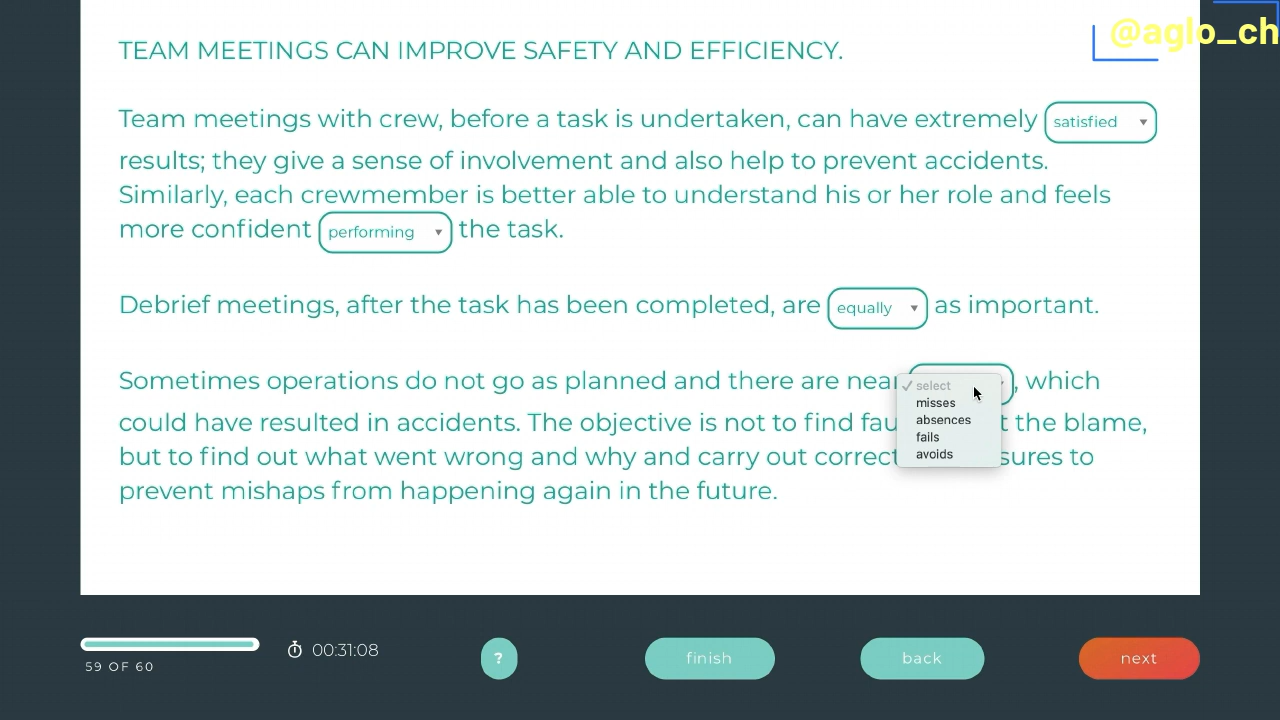 @aglo_ch
TEAM MEETINGS CAN IMPROVE SAFETY AND EFFICIENCY.
Team meetings with crew, before a task is undertaken, can have extremely satisfied
results; they give a sense of involvement and also help to prevent accidents.
Similarly, each crewmember is better able to understand his or her role and feels
more confident performing the task.
Debrief meetings, after the task has been completed, are equally as important.
Sometimes operations do not go as planned and there are near , which
✓ select
misses
absences
fails
avoids
could have resulted in accidents. The objective is not to find the blame,
but to find out what went wrong and why and carry out to
prevent mishaps from happening again in the future.
59 OF 60
00:31:08
?
finish
back
next